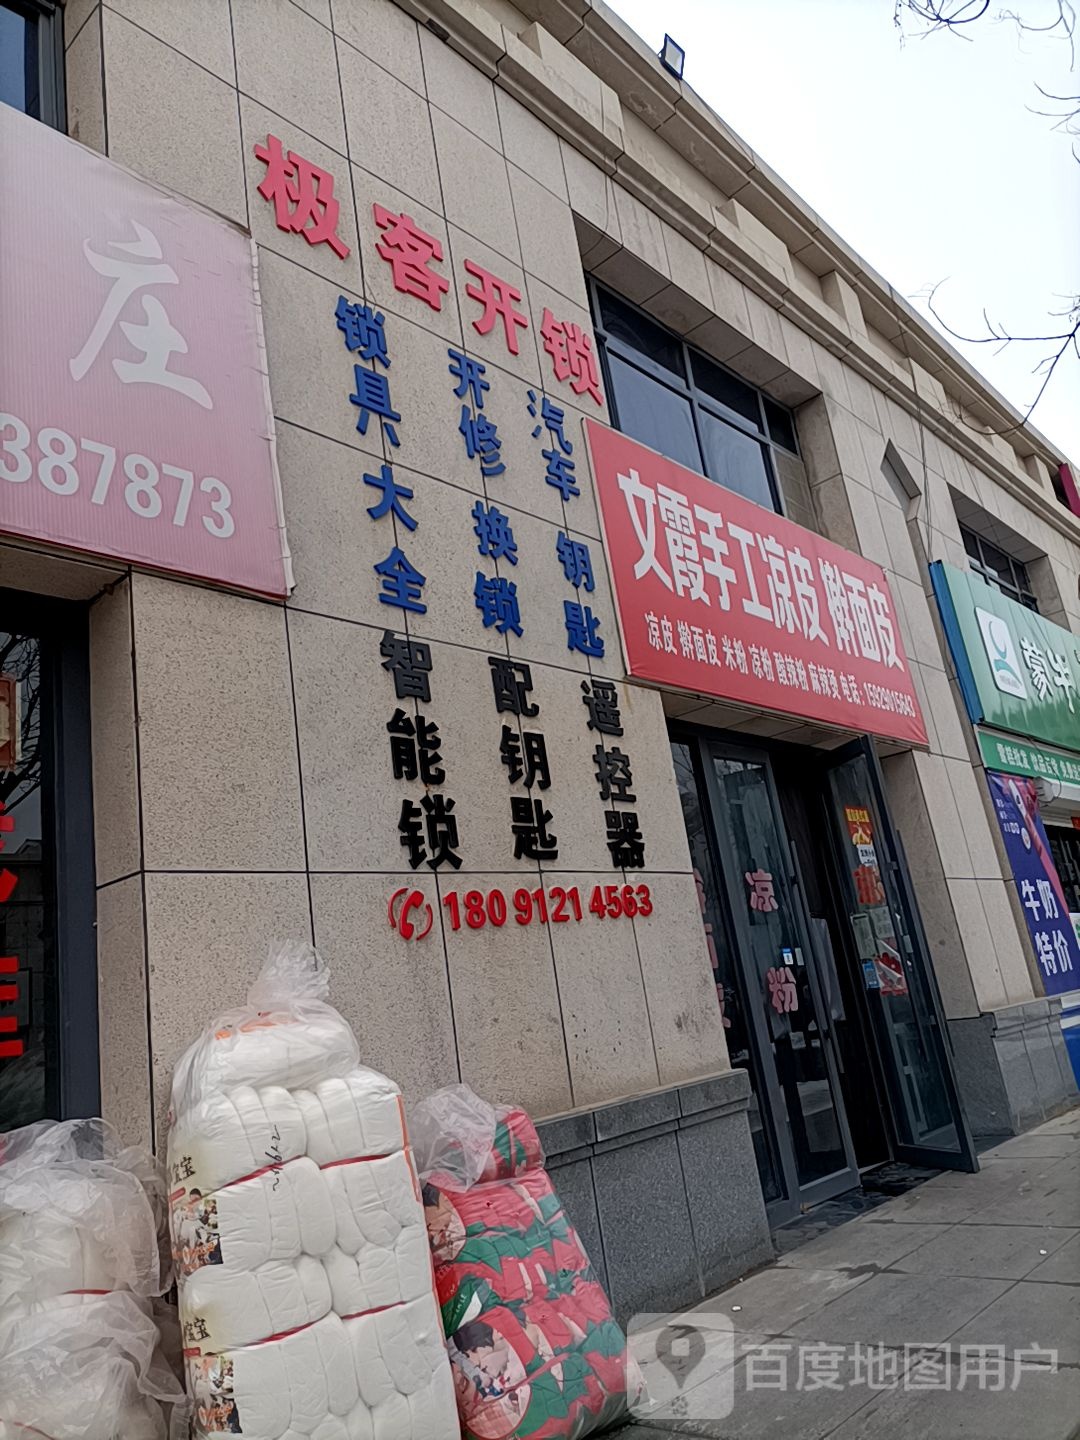 庄
387873
极客开锁
锁具大全
智能锁
开修换锁
配钥匙
汽车钥匙
遥控器
180 9121 4563
文霞手工凉皮 擀面皮
凉皮 擀面皮 米粉 凉粉 酸辣粉 麻辣烫 电话:15929015643
凉
粉
蒙牛
牛奶
特价
宝
宝
百度地图用户